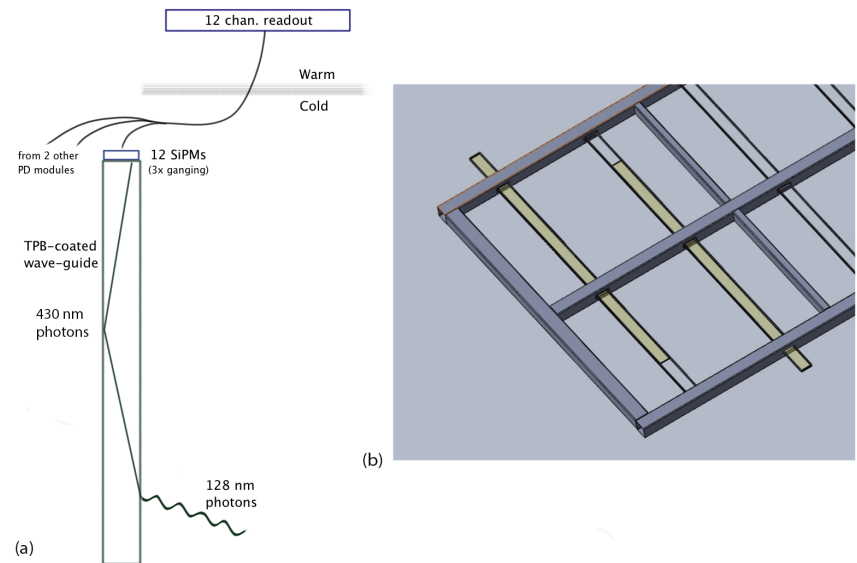 12 chan. readout
Warm
Cold
from 2 other
PD modules
12 SiPMs
(3x ganging)
TPB-coated
wave-guide
430 nm
photons
128 nm
photons
(a)
(b)